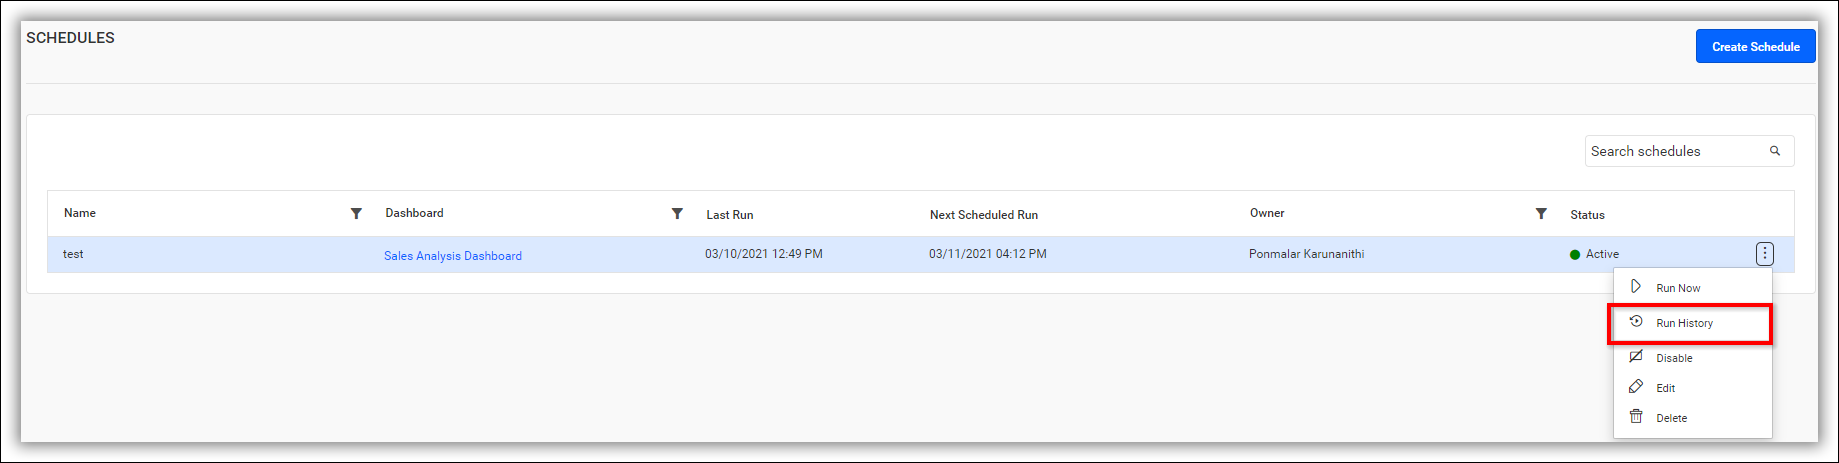 SCHEDULES
Create Schedule
Search schedules
Name Dashboard Last Run Next Scheduled Run Owner Status
test Sales Analysis Dashboard 03/10/2021 12:49 PM 03/11/2021 04:12 PM Ponmalar Karunanithi Active
Run Now
Run History
Disable
Edit
Delete